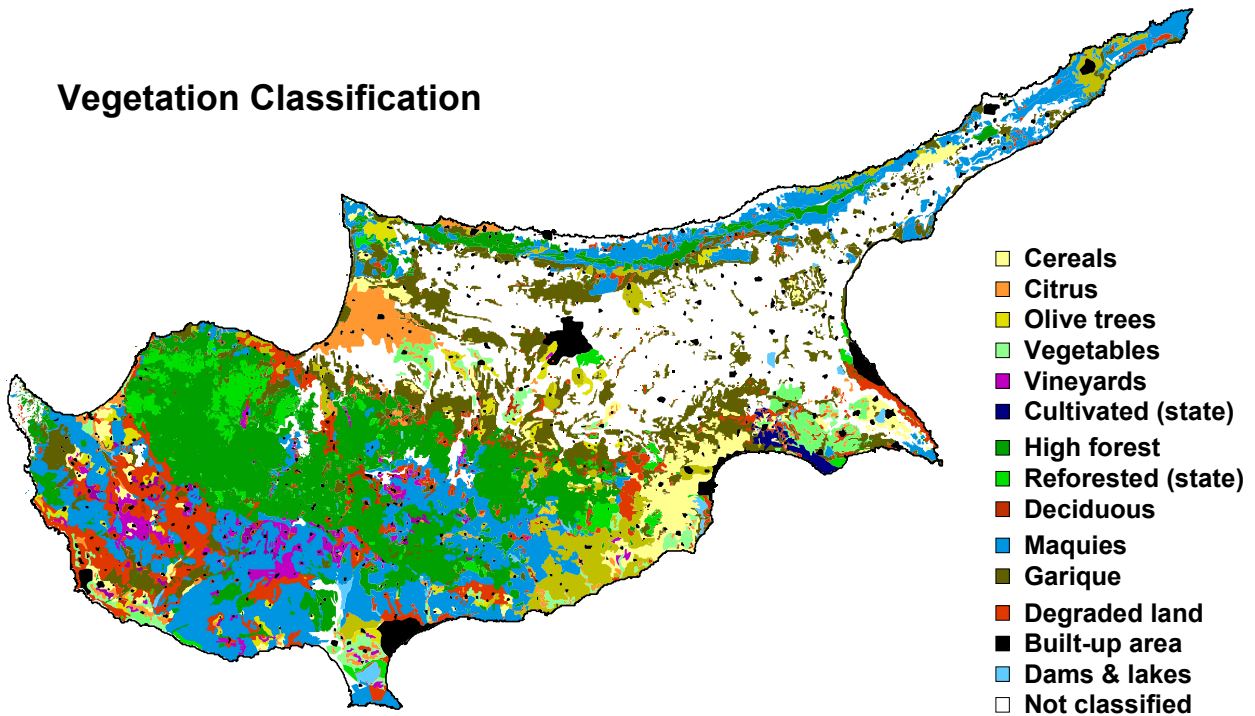 Vegetation Classification
Cereals
Citrus
Olive trees
Vegetables
Vineyards
Cultivated (state)
High forest
Reforested (state)
Deciduous
Maquies
Garique
Degraded land
Built-up area
Dams & lakes
Not classified